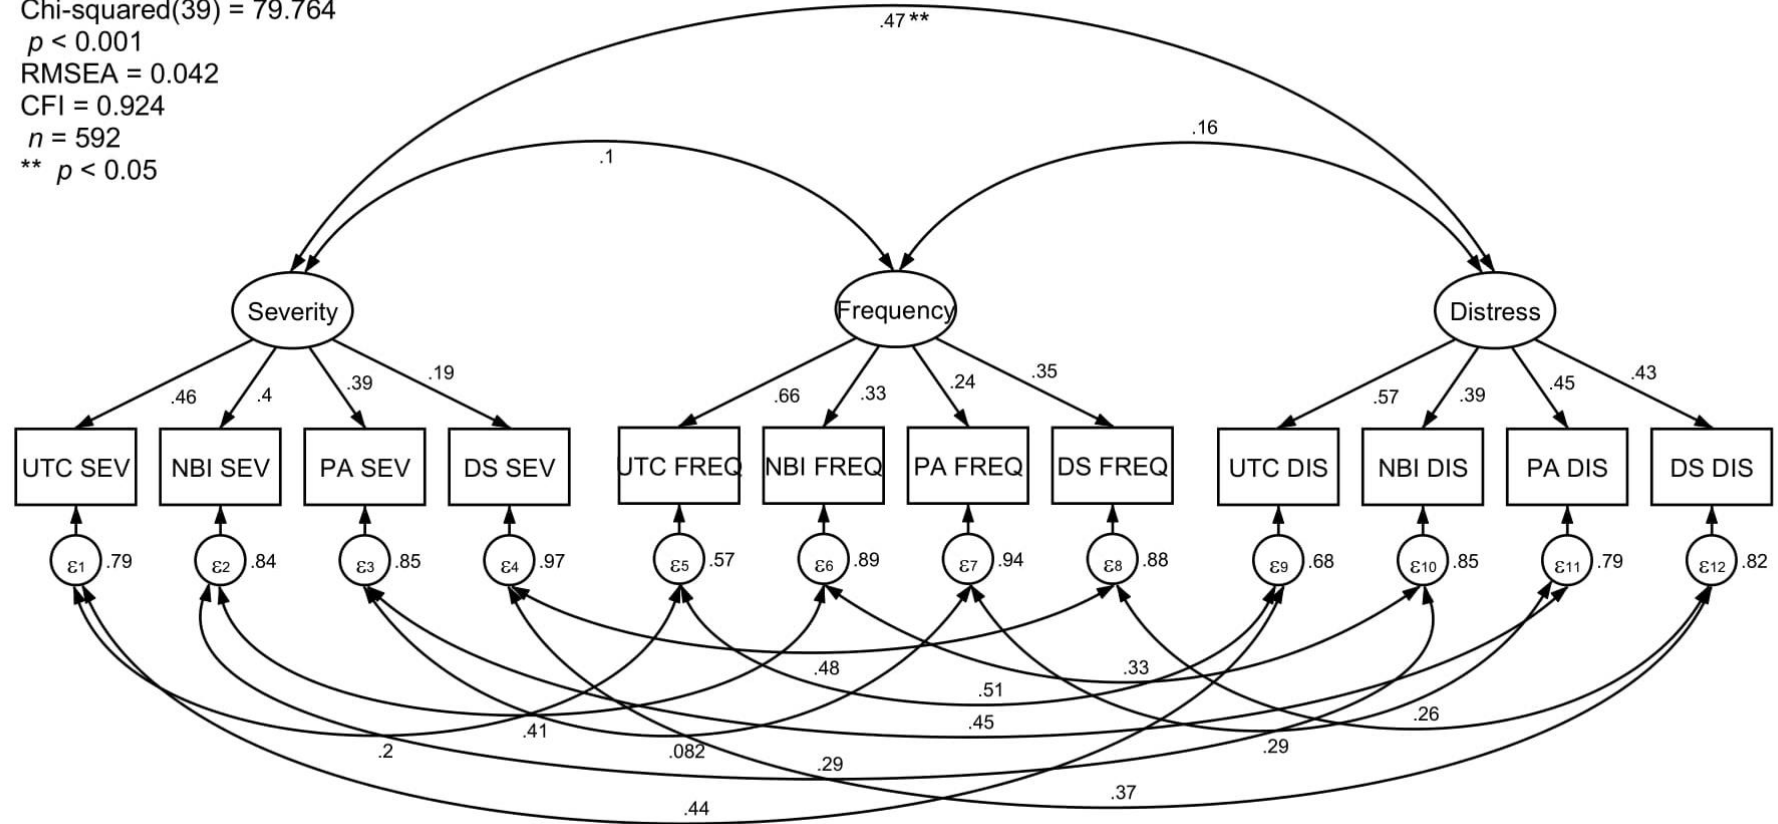 Chi-squared(39) = 79.764
p < 0.001
RMSEA = 0.042
CFI = 0.924
n = 592
** p < 0.05
.47**
.1
.16
Severity
Frequency
Distress
.46
.4
.39
.19
.66
.33
.24
.35
.57
.39
.45
.43
UTC SEV
NBI SEV
PA SEV
DS SEV
UTC FREQ
NBI FREQ
PA FREQ
DS FREQ
UTC DIS
NBI DIS
PA DIS
DS DIS
ε1 .79
ε2 .84
ε3 .85
ε4 .97
ε5 .57
ε6 .89
ε7 .94
ε8 .88
ε9 .68
ε10 .85
ε11 .79
ε12 .82
.48
.33
.51
.45
.26
.41
.2
.082
.29
.29
.37
.44